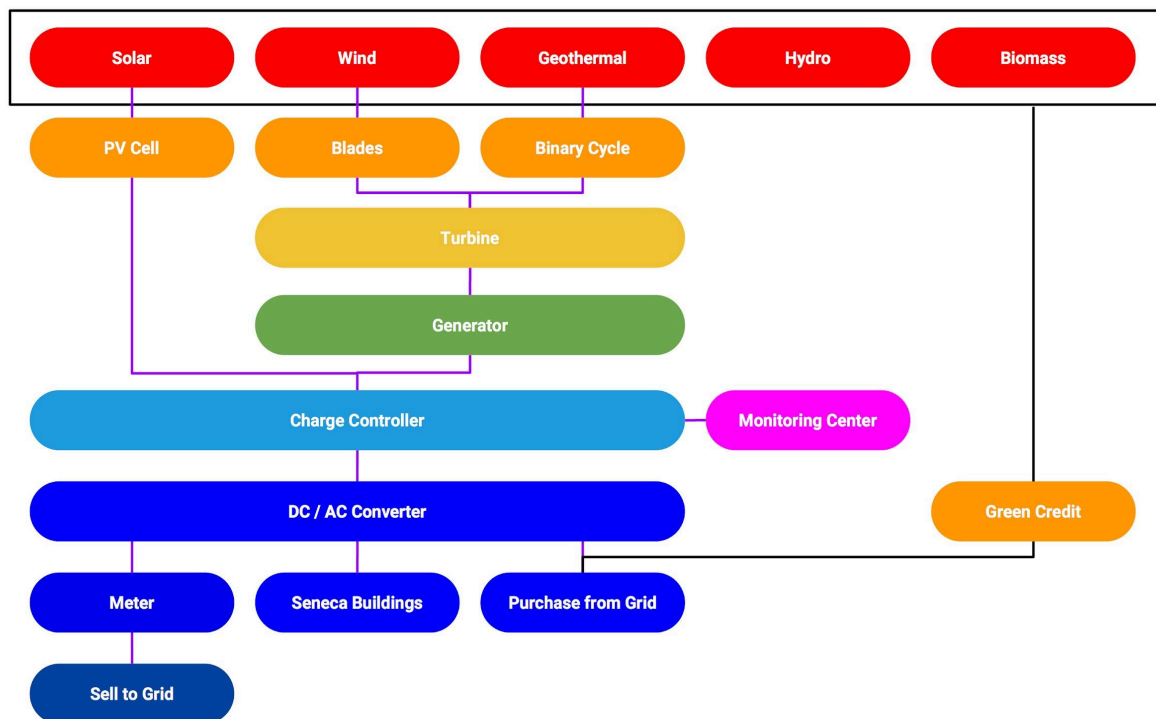 Solar
Wind
Geothermal
Hydro
Biomass
PV Cell
Blades
Binary Cycle
Turbine
Generator
Charge Controller
Monitoring Center
DC / AC Converter
Green Credit
Meter
Seneca Buildings
Purchase from Grid
Sell to Grid